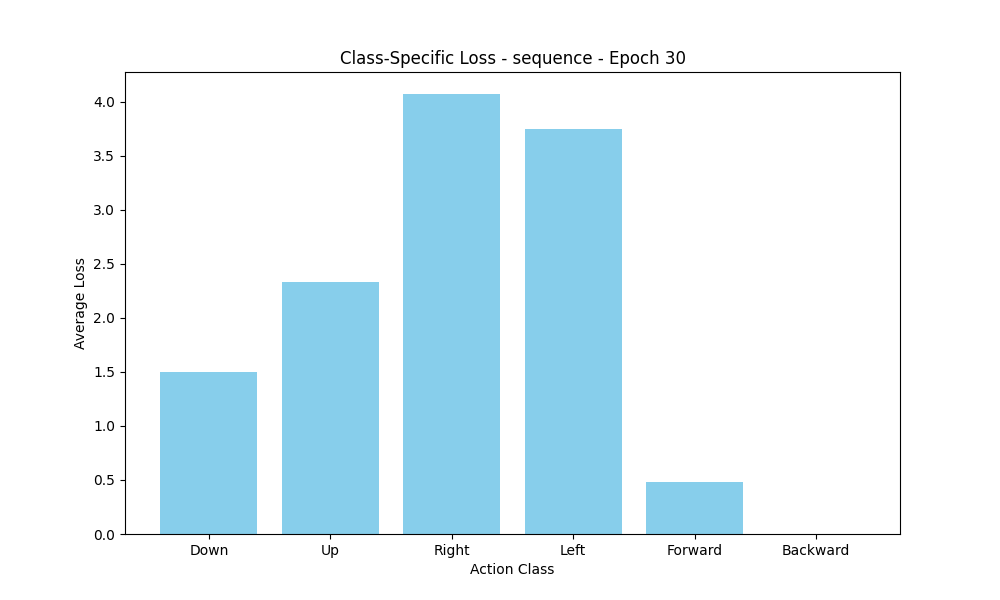 Class-Specific Loss - sequence - Epoch 30
4.0
3.5
3.0
2.5
2.0
1.5
1.0
0.5
0.0
Average Loss
Down Up Right Left Forward Backward
Action Class